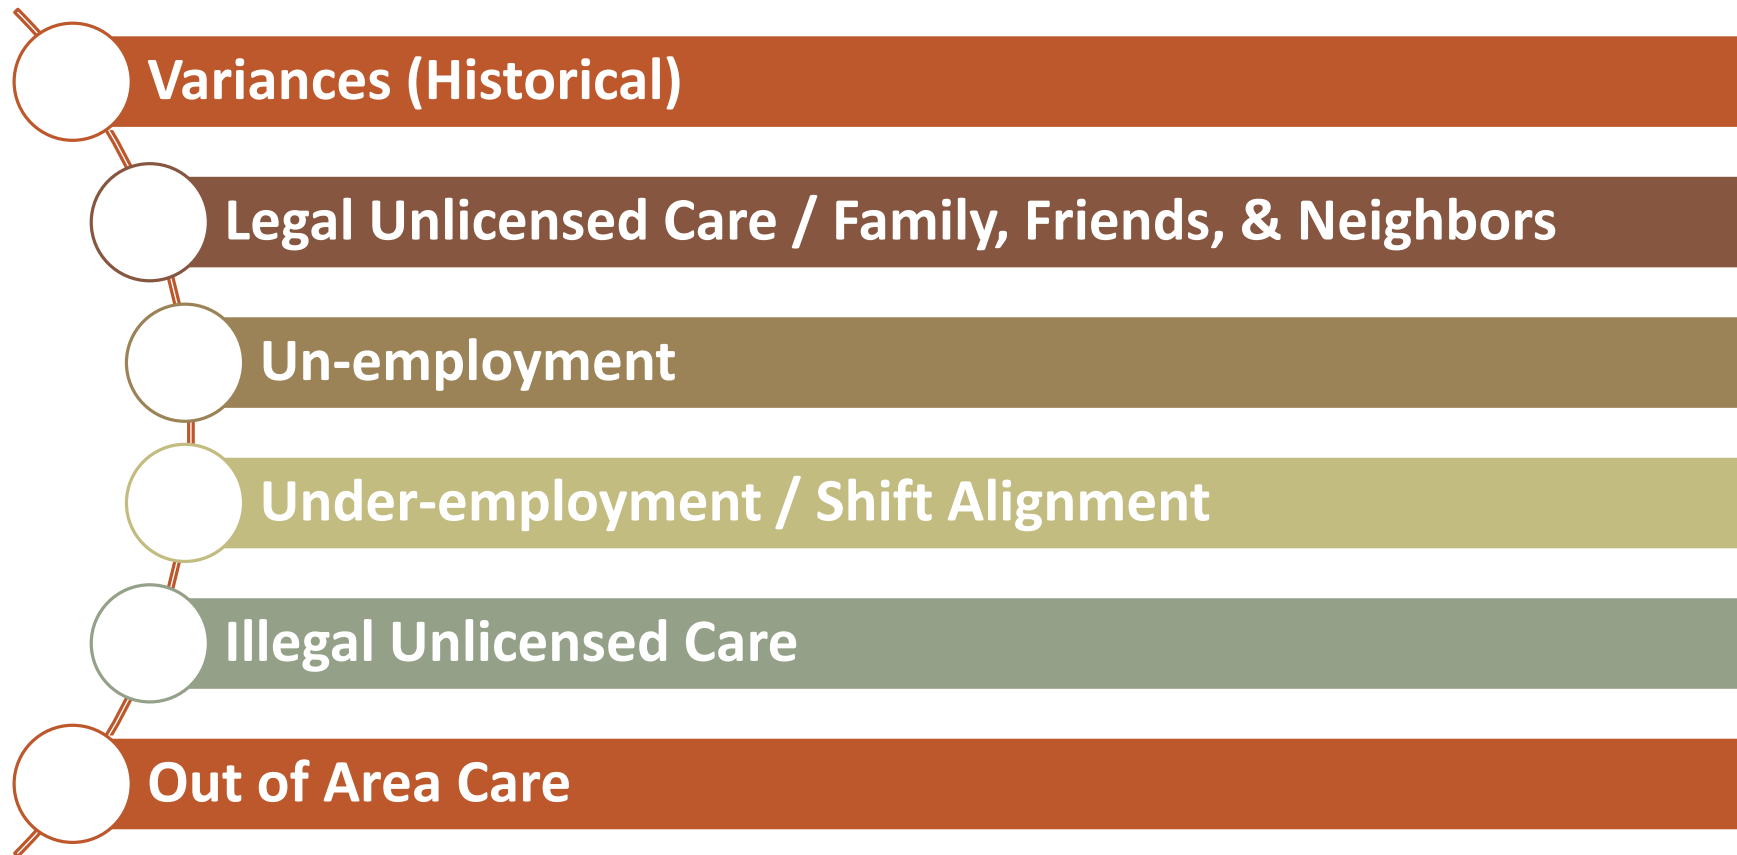 Variances (Historical)
Legal Unlicensed Care / Family, Friends, & Neighbors
Un-employment
Under-employment / Shift Alignment
Illegal Unlicensed Care
Out of Area Care